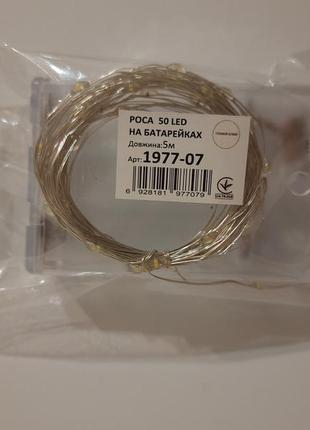 РОСА 50 LED
НА БАТАРЕЙКАХ
Довжина:5м
Арт: 1977-07
6 928181 977079